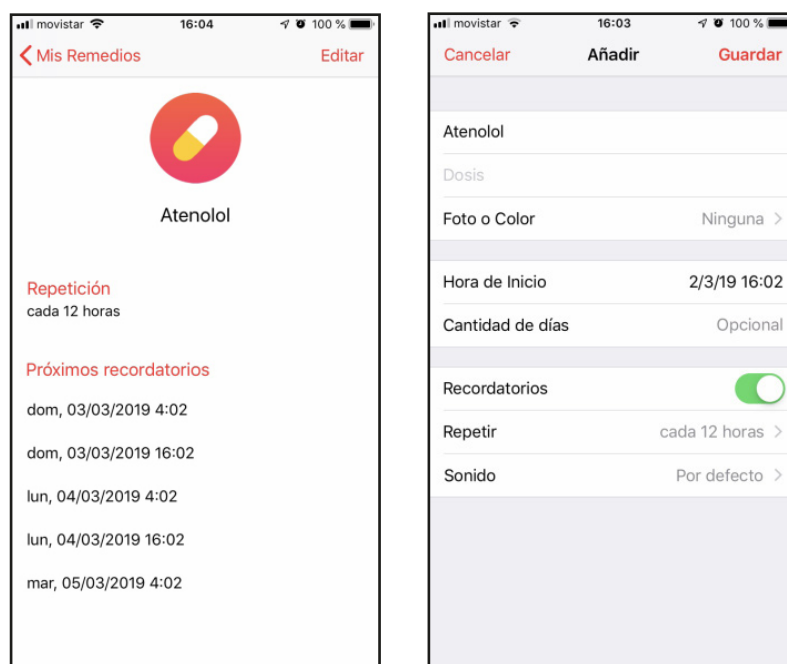 movistar 16:04 100 %
Mis Remedios Editar
Atenolol
Repetición
cada 12 horas
Próximos recordatorios
dom, 03/03/2019 4:02
dom, 03/03/2019 16:02
lun, 04/03/2019 4:02
lun, 04/03/2019 16:02
mar, 05/03/2019 4:02
movistar 16:03 100 %
Cancelar Añadir Guardar
Atenolol
Dosis
Foto o Color Ninguna
Hora de Inicio 2/3/19 16:02
Cantidad de días Opcional
Recordatorios
Repetir cada 12 horas
Sonido Por defecto